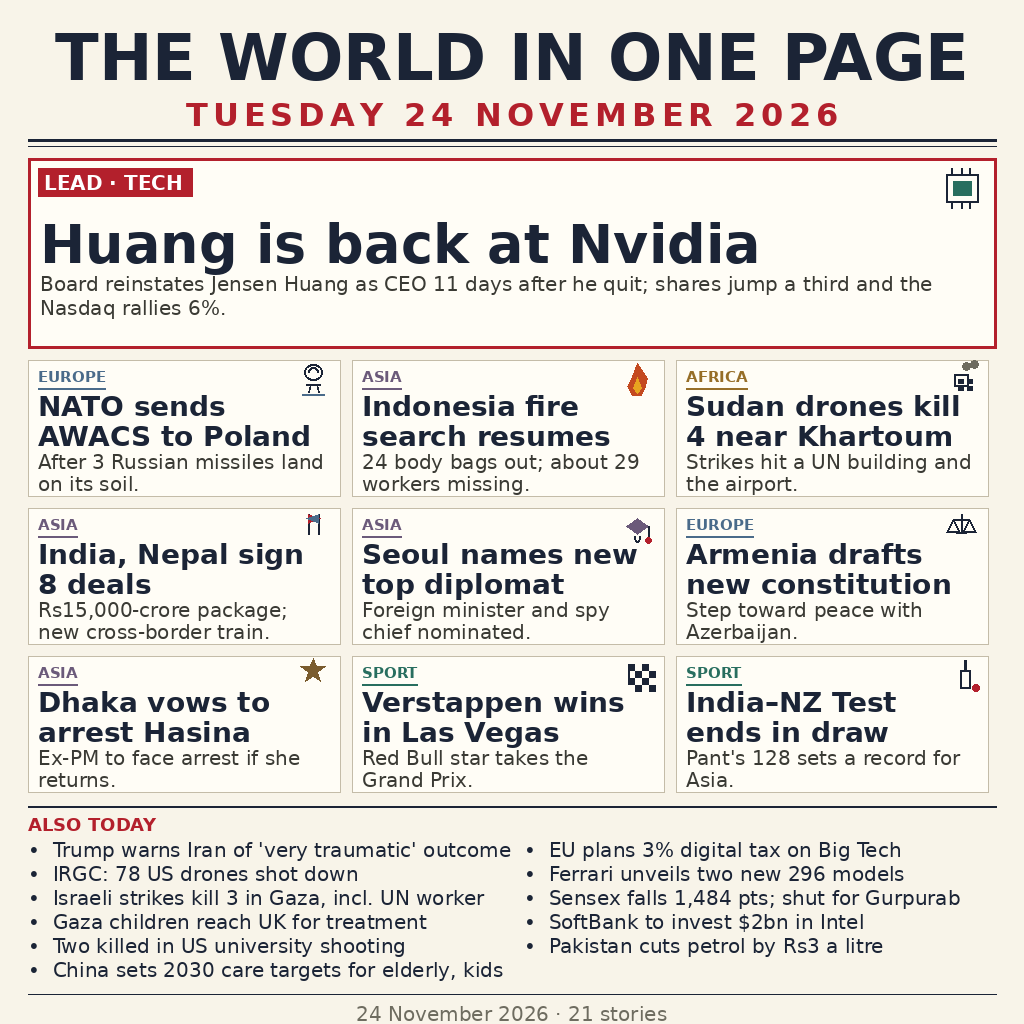 THE WORLD IN ONE PAGE
TUESDAY 24 NOVEMBER 2026
LEAD · TECH
Huang is back at Nvidia
Board reinstates Jensen Huang as CEO 11 days after he quit; shares jump a third and the
Nasdaq rallies 6%.
EUROPE
NATO sends
AWACS to Poland
After 3 Russian missiles land
on its soil.
ASIA
Indonesia fire
search resumes
24 body bags out; about 29
workers missing.
AFRICA
Sudan drones kill
4 near Khartoum
Strikes hit a UN building and
the airport.
ASIA
India, Nepal sign
8 deals
Rs15,000-crore package;
new cross-border train.
ASIA
Seoul names new
top diplomat
Foreign minister and spy
chief nominated.
EUROPE
Armenia drafts
new constitution
Step toward peace with
Azerbaijan.
ASIA
Dhaka vows to
arrest Hasina
Ex-PM to face arrest if she
returns.
SPORT
Verstappen wins
in Las Vegas
Red Bull star takes the
Grand Prix.
SPORT
India–NZ Test
ends in draw
Pant's 128 sets a record for
Asia.
ALSO TODAY
• Trump warns Iran of 'very traumatic' outcome
• IRGC: 78 US drones shot down
• Israeli strikes kill 3 in Gaza, incl. UN worker
• Gaza children reach UK for treatment
• Two killed in US university shooting
• China sets 2030 care targets for elderly, kids
• EU plans 3% digital tax on Big Tech
• Ferrari unveils two new 296 models
• Sensex falls 1,484 pts; shut for Gurpurab
• SoftBank to invest $2bn in Intel
• Pakistan cuts petrol by Rs3 a litre
24 November 2026 · 21 stories